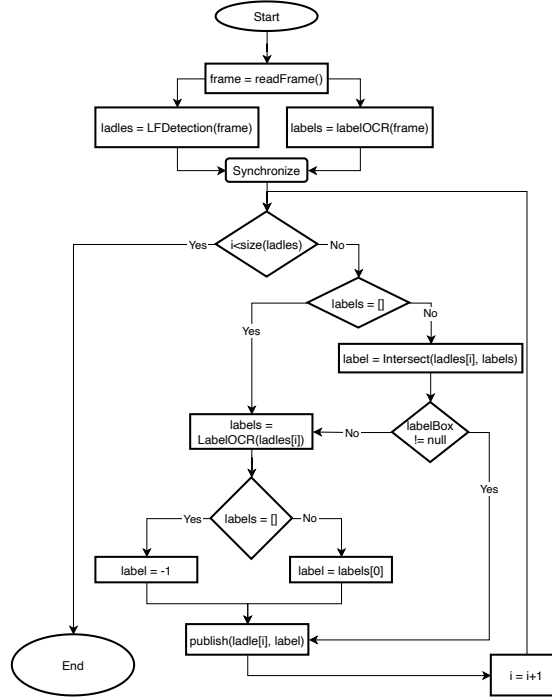 Start
frame = readFrame()
ladles = LFDetection(frame)
labels = labelOCR(frame)
Synchronize
Yes
i<size(ladles)
No
labels = []
No
Yes
label = Intersect(ladles[i], labels)
labels =
LabelOCR(ladles[i])
No
labelBox
!= null
Yes
Yes
labels = []
No
label = -1
label = labels[0]
publish(ladle[i], label)
End
i = i+1